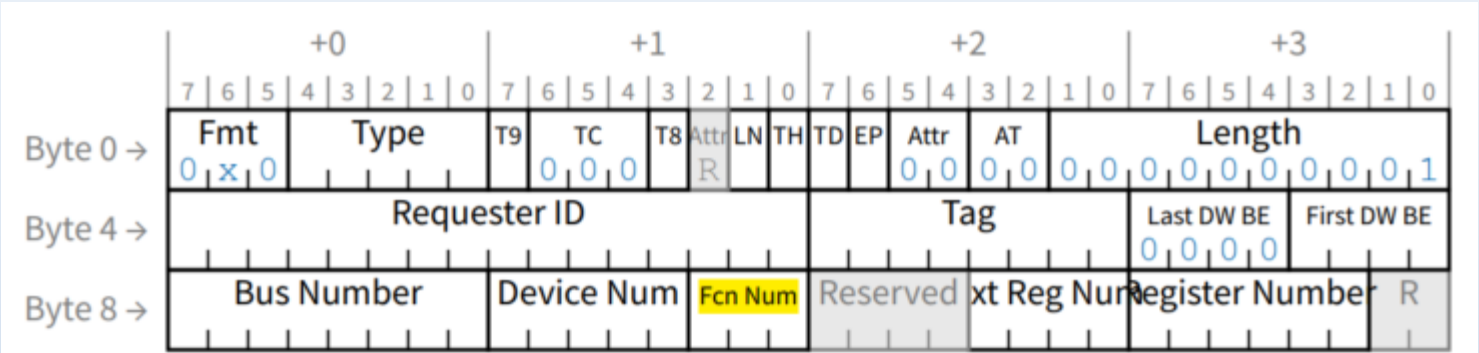 +0 +1 +2 +3
7 6 5 4 3 2 1 0 7 6 5 4 3 2 1 0 7 6 5 4 3 2 1 0 7 6 5 4 3 2 1 0
Fmt Type T9 TC T8 Attr LN TH TD EP Attr AT Length
Byte 0 → 0 x 0 0 0 0 R 0 0 0 0 0 0 0 0 0 0 0 0 0 1
Requester ID Tag Last DW BE First DW BE
Byte 4 → 0 0 0 0
Bus Number Device Num Fcn Num Reserved xt Reg Num Register Number R
Byte 8 →